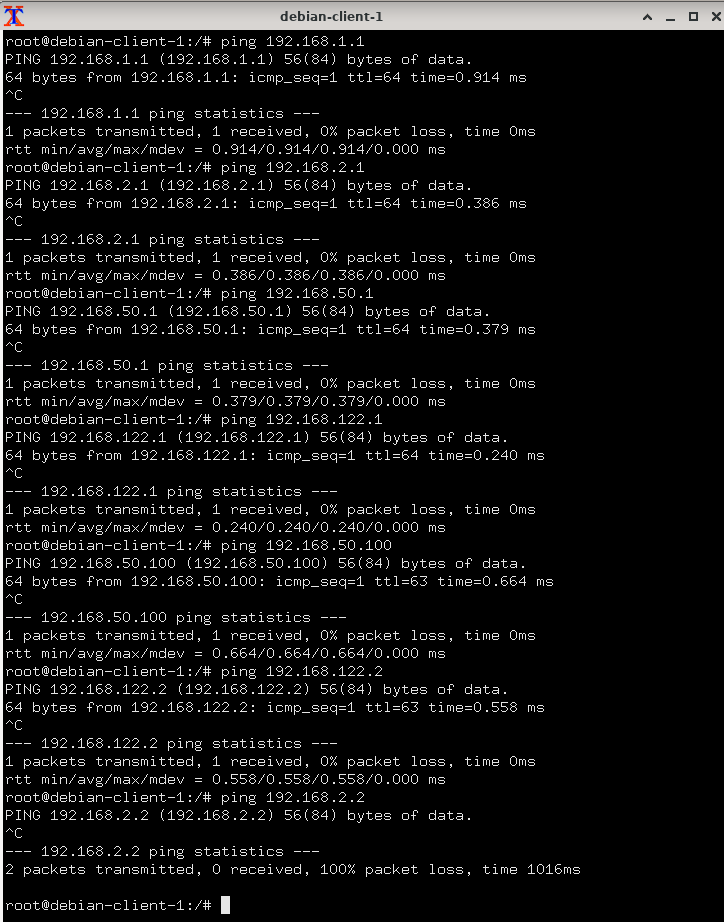 debian-client-1
root@debian-client-1:/# ping 192.168.1.1
PING 192.168.1.1 (192.168.1.1) 56(84) bytes of data.
64 bytes from 192.168.1.1: icmp_seq=1 ttl=64 time=0.914 ms
^C
--- 192.168.1.1 ping statistics ---
1 packets transmitted, 1 received, 0% packet loss, time 0ms
rtt min/avg/max/mdev = 0.914/0.914/0.914/0.000 ms
root@debian-client-1:/# ping 192.168.2.1
PING 192.168.2.1 (192.168.2.1) 56(84) bytes of data.
64 bytes from 192.168.2.1: icmp_seq=1 ttl=64 time=0.386 ms
^C
--- 192.168.2.1 ping statistics ---
1 packets transmitted, 1 received, 0% packet loss, time 0ms
rtt min/avg/max/mdev = 0.386/0.386/0.386/0.000 ms
root@debian-client-1:/# ping 192.168.50.1
PING 192.168.50.1 (192.168.50.1) 56(84) bytes of data.
64 bytes from 192.168.50.1: icmp_seq=1 ttl=64 time=0.379 ms
^C
--- 192.168.50.1 ping statistics ---
1 packets transmitted, 1 received, 0% packet loss, time 0ms
rtt min/avg/max/mdev = 0.379/0.379/0.379/0.000 ms
root@debian-client-1:/# ping 192.168.122.1
PING 192.168.122.1 (192.168.122.1) 56(84) bytes of data.
64 bytes from 192.168.122.1: icmp_seq=1 ttl=64 time=0.240 ms
^C
--- 192.168.122.1 ping statistics ---
1 packets transmitted, 1 received, 0% packet loss, time 0ms
rtt min/avg/max/mdev = 0.240/0.240/0.240/0.000 ms
root@debian-client-1:/# ping 192.168.50.100
PING 192.168.50.100 (192.168.50.100) 56(84) bytes of data.
64 bytes from 192.168.50.100: icmp_seq=1 ttl=63 time=0.664 ms
^C
--- 192.168.50.100 ping statistics ---
1 packets transmitted, 1 received, 0% packet loss, time 0ms
rtt min/avg/max/mdev = 0.664/0.664/0.664/0.000 ms
root@debian-client-1:/# ping 192.168.122.2
PING 192.168.122.2 (192.168.122.2) 56(84) bytes of data.
64 bytes from 192.168.122.2: icmp_seq=1 ttl=63 time=0.558 ms
^C
--- 192.168.122.2 ping statistics ---
1 packets transmitted, 1 received, 0% packet loss, time 0ms
rtt min/avg/max/mdev = 0.558/0.558/0.558/0.000 ms
root@debian-client-1:/# ping 192.168.2.2
PING 192.168.2.2 (192.168.2.2) 56(84) bytes of data.
^C
--- 192.168.2.2 ping statistics ---
2 packets transmitted, 0 received, 100% packet loss, time 1016ms
root@debian-client-1:/#